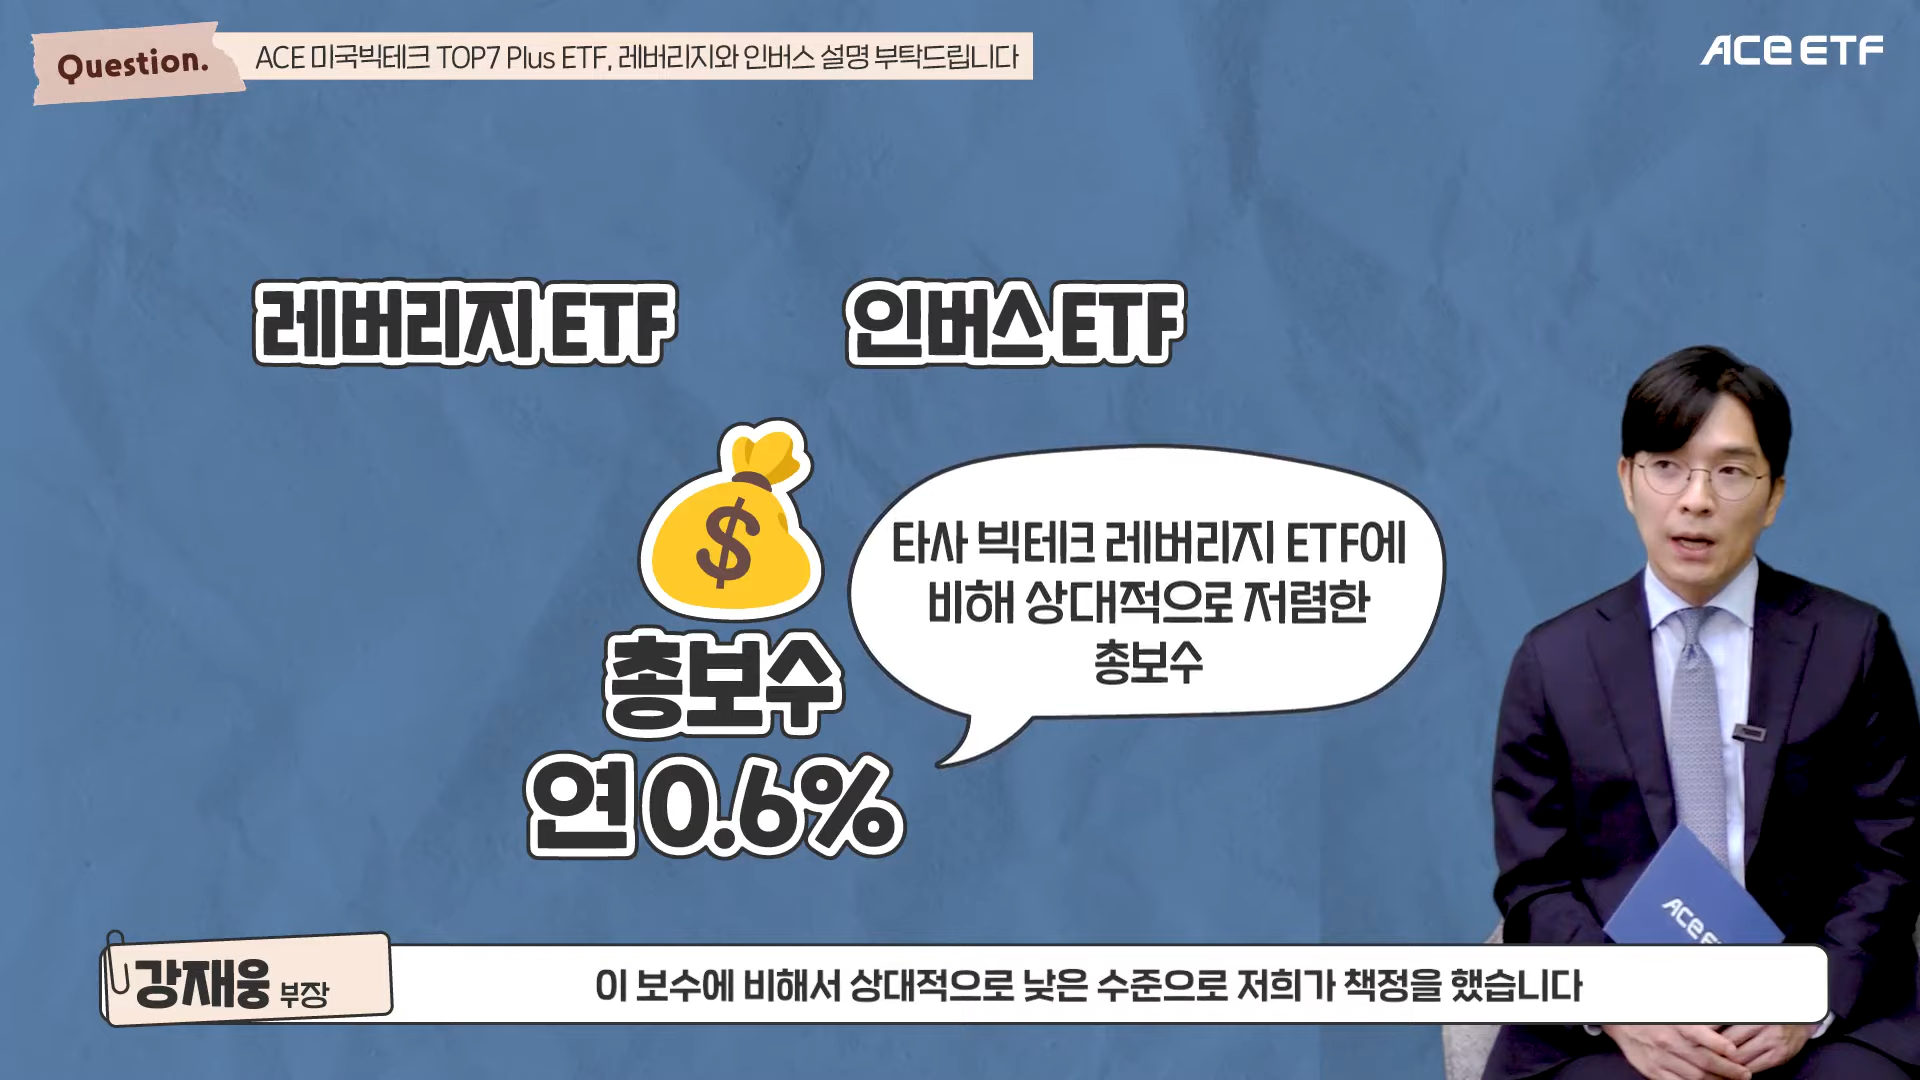 Question.
ACE 미국빅테크 TOP7 Plus ETF, 레버리지와 인버스 설명 부탁드립니다
ACE ETF
레버리지 ETF
인버스 ETF
$
타사 빅테크 레버리지 ETF에
비해 상대적으로 저렴한
총보수
총보수
연 0.6%
ACE
강재웅 부장
이 보수에 비해서 상대적으로 낮은 수준으로 저희가 책정을 했습니다